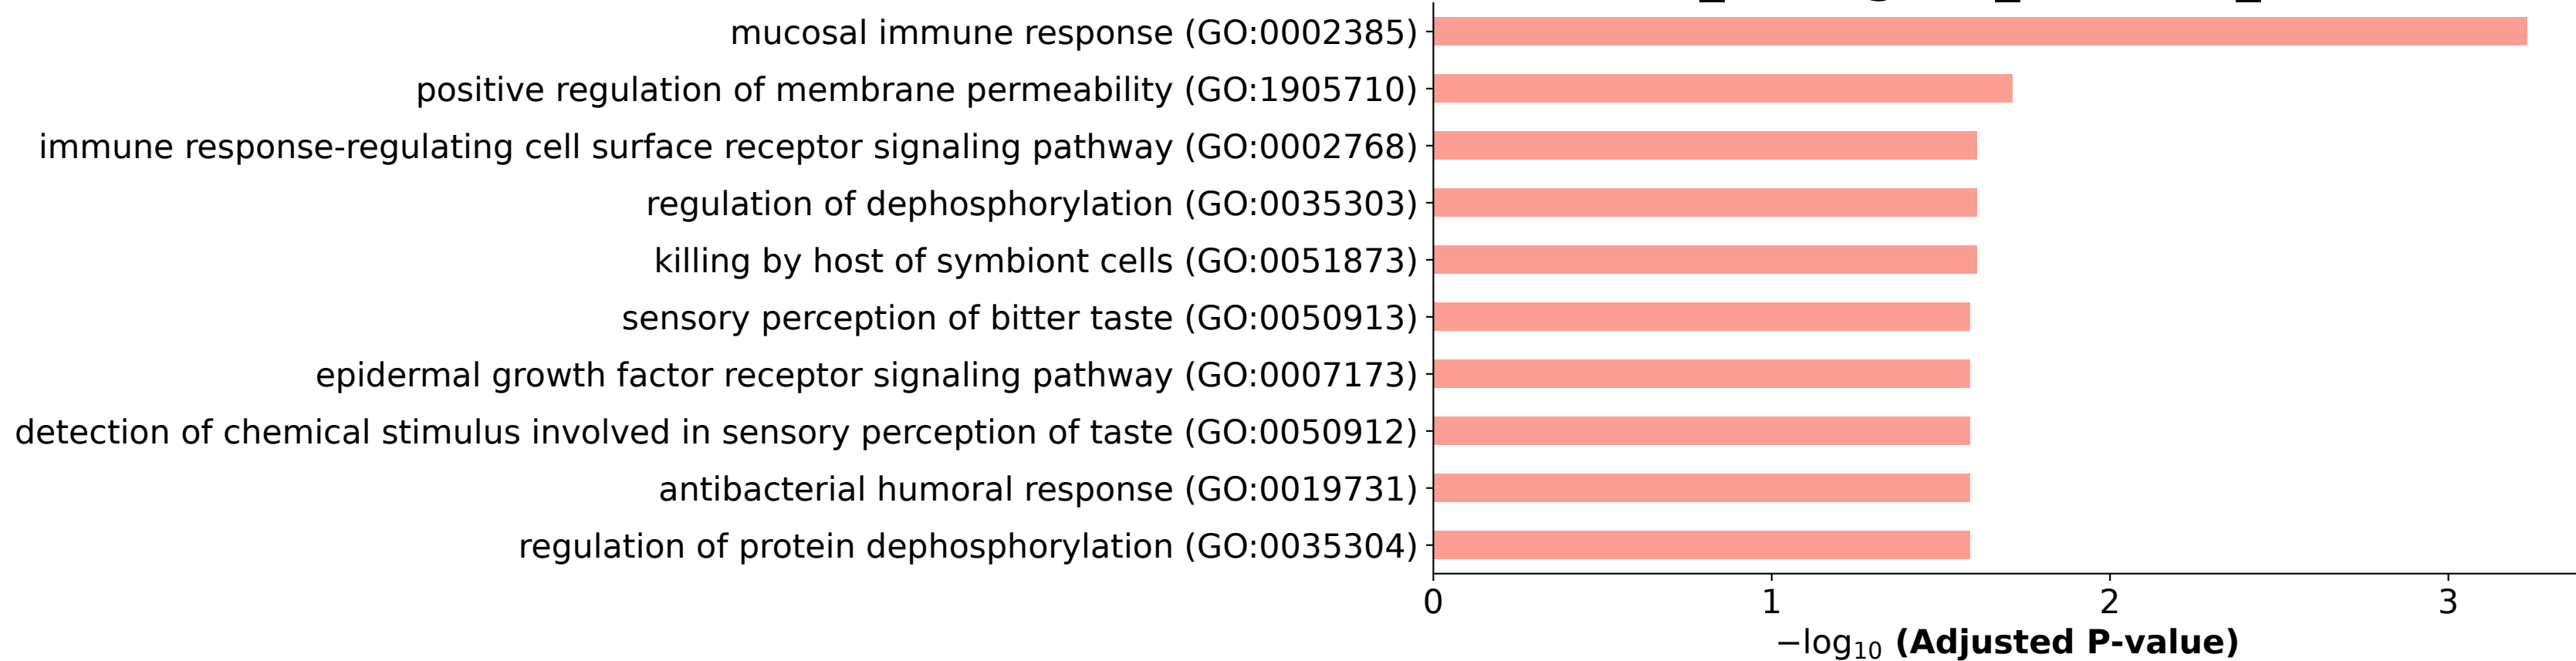 mucosal immune response (GO:0002385)
positive regulation of membrane permeability (GO:1905710)
immune response-regulating cell surface receptor signaling pathway (GO:0002768)
regulation of dephosphorylation (GO:0035303)
killing by host of symbiont cells (GO:0051873)
sensory perception of bitter taste (GO:0050913)
epidermal growth factor receptor signaling pathway (GO:0007173)
detection of chemical stimulus involved in sensory perception of taste (GO:0050912)
antibacterial humoral response (GO:0019731)
regulation of protein dephosphorylation (GO:0035304)
0 1 2 3
−log₁₀ (Adjusted P-value)